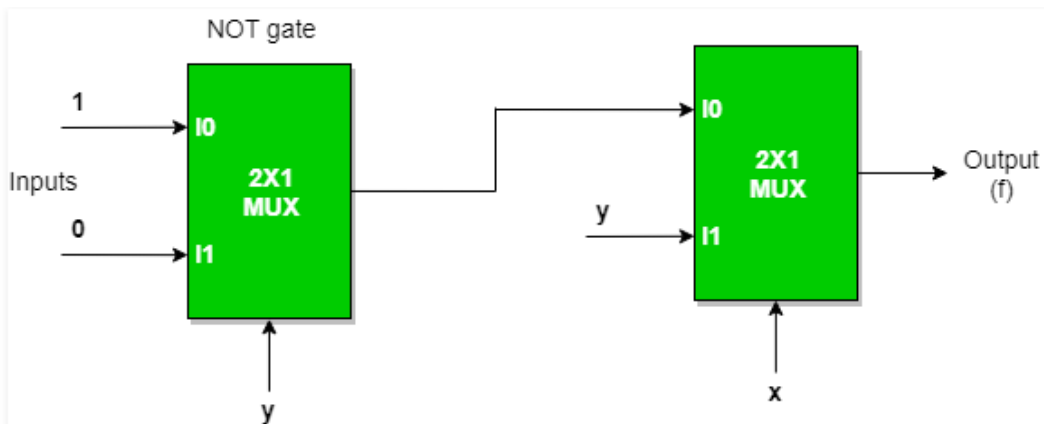 NOT gate
1
I0
Inputs
2X1
MUX
0
I1
y
I0
2X1
MUX
y
I1
x
Output
(f)